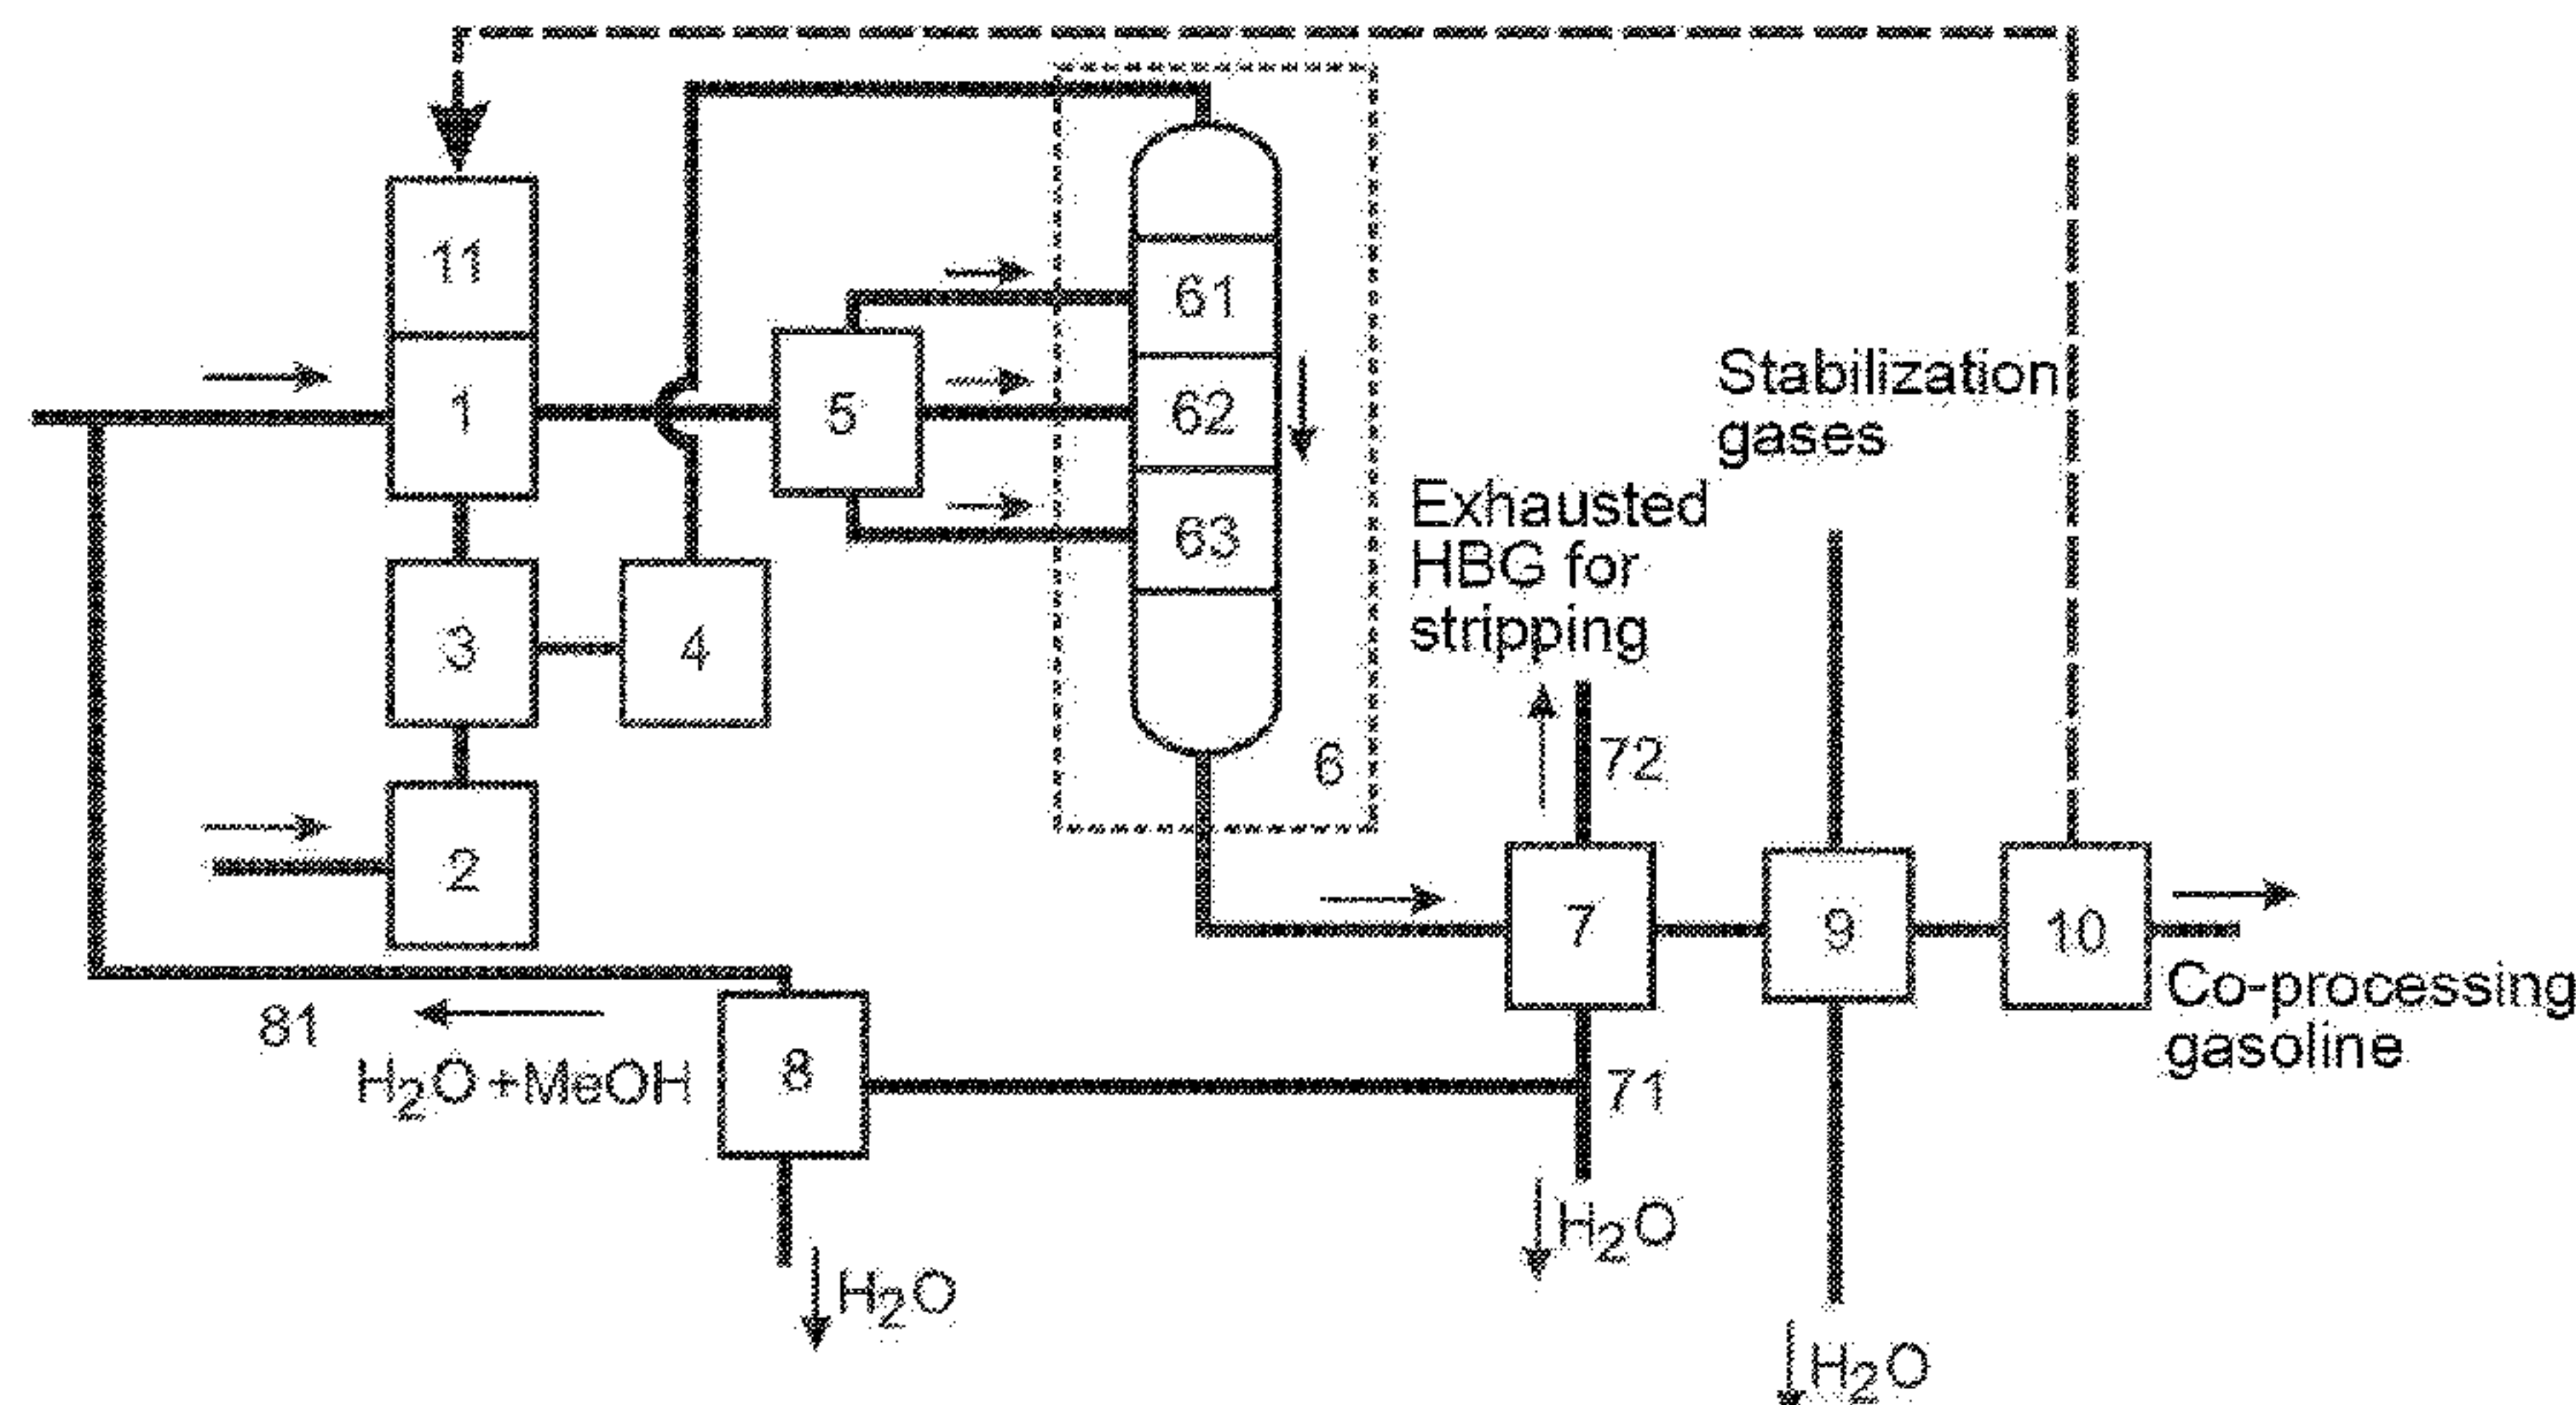 11
61
1
5
62
Stabilization
gases
63
Exhausted
HBG for
stripping
3
4
6
72
2
7
9
10
Co-processing
gasoline
81
H₂O+MeOH
8
71
H₂O
H₂O
H₂O